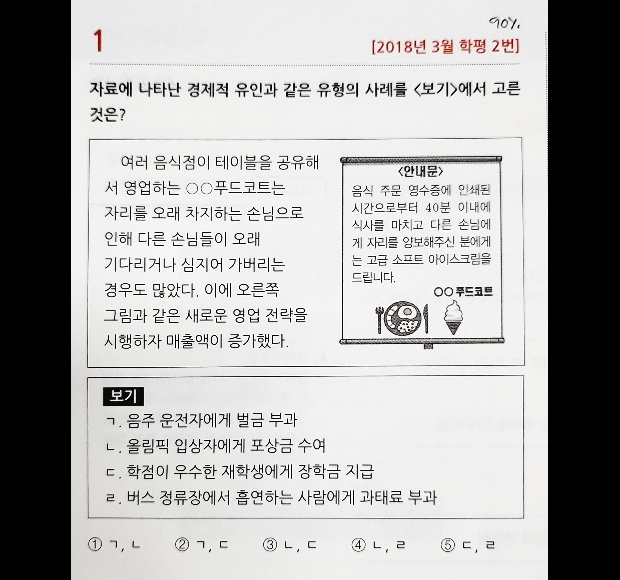 90%
1
[2018년 3월 학평 2번]
자료에 나타난 경제적 유인과 같은 유형의 사례를 <보기>에서 고른
것은?
여러 음식점이 테이블을 공유해
서 영업하는 ○○푸드코트는
자리를 오래 차지하는 손님으로
인해 다른 손님들이 오래
기다리거나 심지어 가버리는
경우도 많았다. 이에 오른쪽
그림과 같은 새로운 영업 전략을
시행하자 매출액이 증가했다.
<안내문>
음식 주문 영수증에 인쇄된
시간으로부터 40분 이내에
식사를 마치고 다른 손님에
게 자리를 양보해주신 분에게
는 고급 소프트 아이스크림을
드립니다.
○○푸드코트
보기
ㄱ. 음주 운전자에게 벌금 부과
ㄴ. 올림픽 입상자에게 포상금 수여
ㄷ. 학점이 우수한 재학생에게 장학금 지급
ㄹ. 버스 정류장에서 흡연하는 사람에게 과태료 부과
① ㄱ, ㄴ ② ㄱ, ㄷ ③ ㄴ, ㄷ ④ ㄴ, ㄹ ⑤ ㄷ, ㄹ